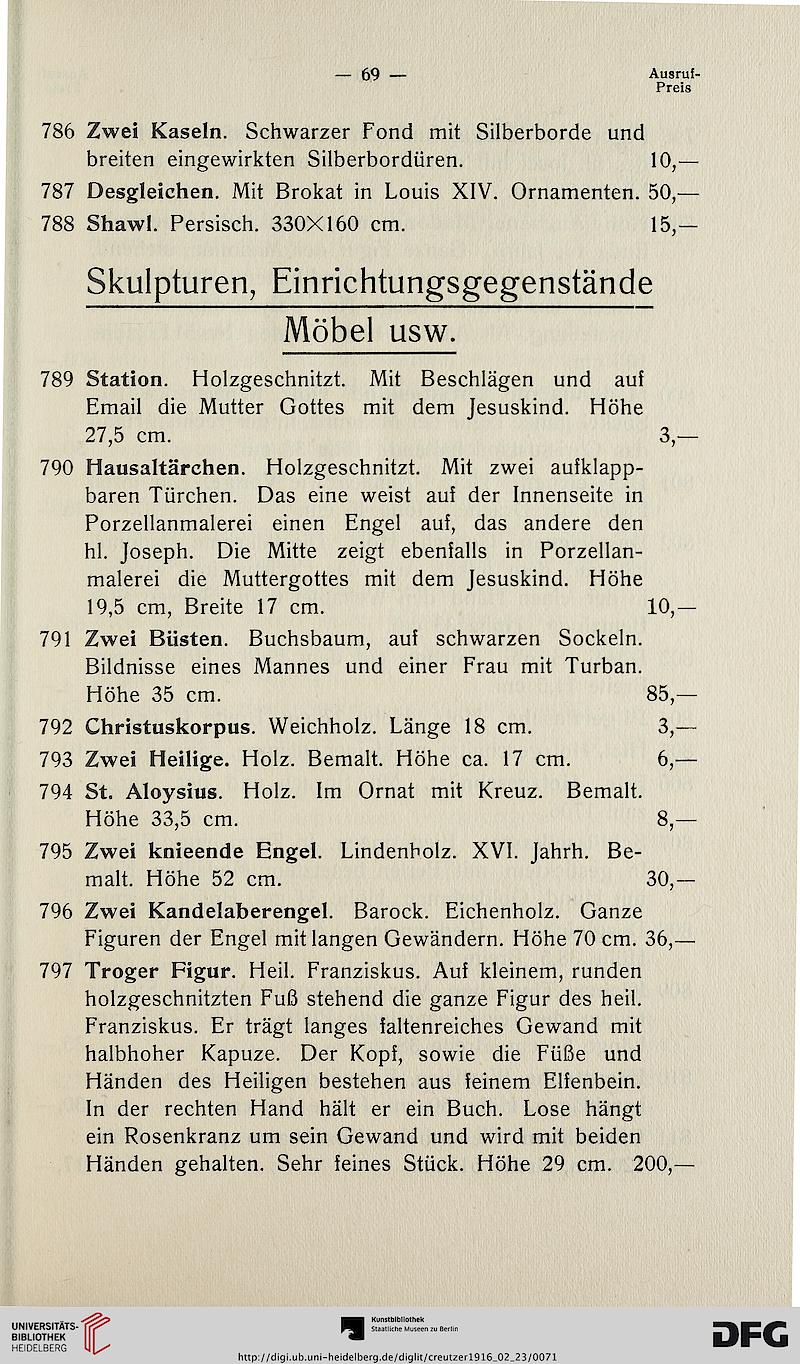 — 69 —
Ausruf-
Preis
786 Zwei Kaseln. Schwarzer Fond mit Silberborde und
breiten eingewirkten Silberbordüren. 10,—
787 Desgleichen. Mit Brokat in Louis XIV. Ornamenten. 50,—
788 Shawl. Persisch. 330×160 cm. 15,—
Skulpturen, Einrichtungsgegenstände
Möbel usw.
789 Station. Holzgeschnitzt. Mit Beschlägen und auf
Email die Mutter Gottes mit dem Jesuskind. Höhe
27,5 cm. 3,—
790 Hausaltärchen. Holzgeschnitzt. Mit zwei aufklapp-
baren Türchen. Das eine weist auf der Innenseite in
Porzellanmalerei einen Engel auf, das andere den
hl. Joseph. Die Mitte zeigt ebenfalls in Porzellan-
malerei die Muttergottes mit dem Jesuskind. Höhe
19,5 cm, Breite 17 cm. 10,—
791 Zwei Büsten. Buchsbaum, auf schwarzen Sockeln.
Bildnisse eines Mannes und einer Frau mit Turban.
Höhe 35 cm. 85,—
792 Christuskorpus. Weichholz. Länge 18 cm. 3,—
793 Zwei Heilige. Holz. Bemalt. Höhe ca. 17 cm. 6,—
794 St. Aloysius. Holz. Im Ornat mit Kreuz. Bemalt.
Höhe 33,5 cm. 8,—
795 Zwei knieende Engel. Lindenholz. XVI. Jahrh. Be-
malt. Höhe 52 cm. 30,—
796 Zwei Kandelaberengel. Barock. Eichenholz. Ganze
Figuren der Engel mit langen Gewändern. Höhe 70 cm. 36,—
797 Troger Figur. Heil. Franziskus. Auf kleinem, runden
holzgeschnitzten Fuß stehend die ganze Figur des heil.
Franziskus. Er trägt langes faltenreiches Gewand mit
halbhoher Kapuze. Der Kopf, sowie die Füße und
Händen des Heiligen bestehen aus feinem Elfenbein.
In der rechten Hand hält er ein Buch. Lose hängt
ein Rosenkranz um sein Gewand und wird mit beiden
Händen gehalten. Sehr feines Stück. Höhe 29 cm. 200,—
UNIVERSITÄTS-
BIBLIOTHEK
HEIDELBERG
Kunstbibliothek
Staatliche Museen zu Berlin
DFG
http://digi.ub.uni-heidelberg.de/diglit/creutzer1916_02_23/0071